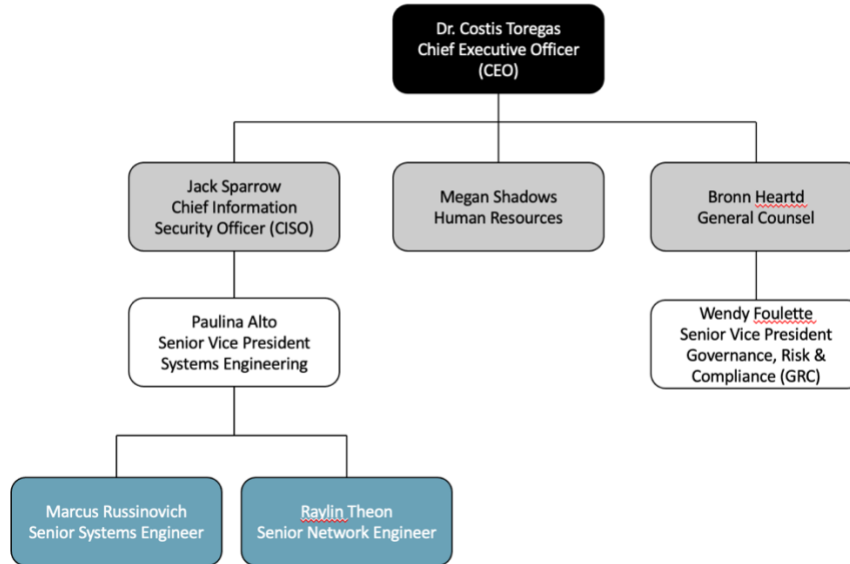 Dr. Costis Toregas
Chief Executive Officer
(CEO)
Jack Sparrow
Chief Information
Security Officer (CISO)
Megan Shadows
Human Resources
Bronn Heartd
General Counsel
Paulina Alto
Senior Vice President
Systems Engineering
Wendy Foulette
Senior Vice President
Governance, Risk &
Compliance (GRC)
Marcus Russinovich
Senior Systems Engineer
Raylin Theon
Senior Network Engineer